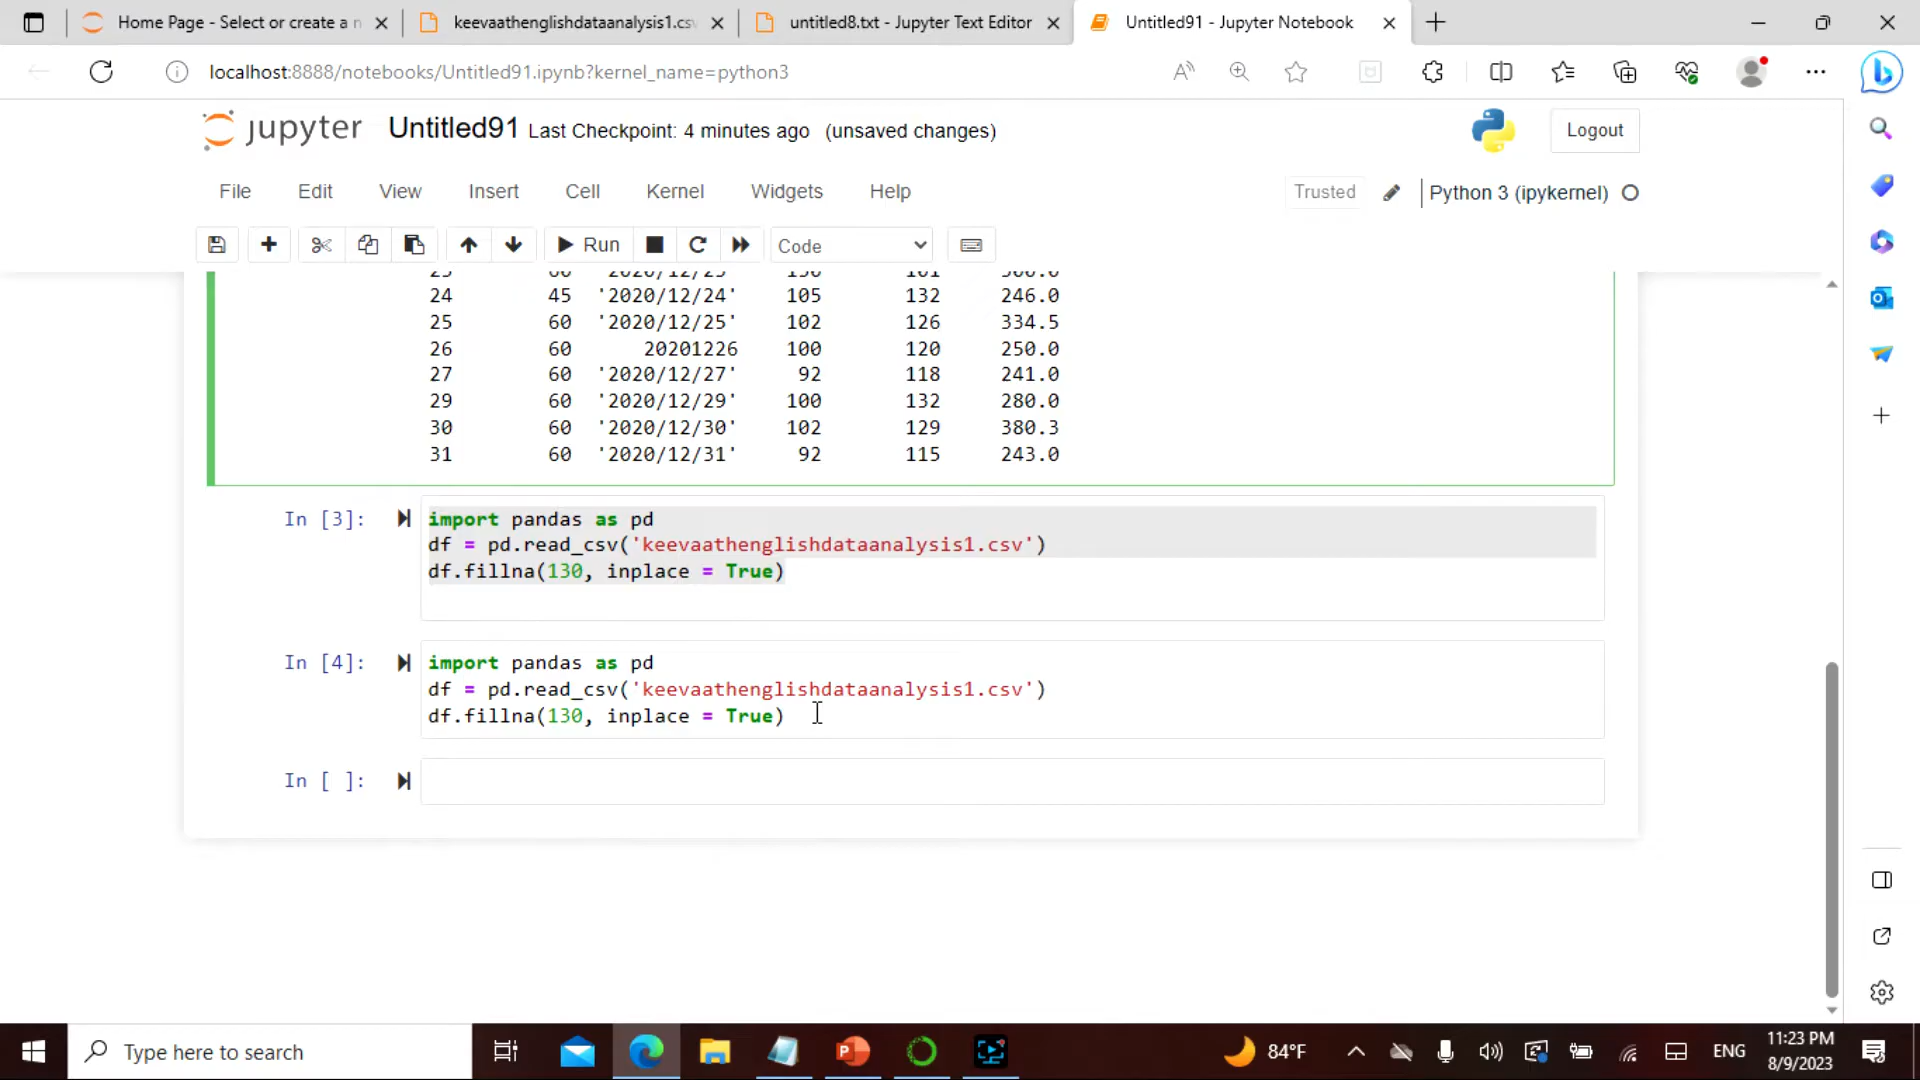 Home Page - Select or create a n
keevaathenglishdataanalysis1.csv
untitled8.txt - Jupyter Text Editor
Untitled91 - Jupyter Notebook
localhost:8888/notebooks/Untitled91.ipynb?kernel_name=python3
jupyter Untitled91 Last Checkpoint: 4 minutes ago (unsaved changes)
Logout
File Edit View Insert Cell Kernel Widgets Help
Trusted Python 3 (ipykernel)
Run Code
24 45 '2020/12/24' 105 132 246.0
25 60 '2020/12/25' 102 126 334.5
26 60 20201226 100 120 250.0
27 60 '2020/12/27' 92 118 241.0
29 60 '2020/12/29' 100 132 280.0
30 60 '2020/12/30' 102 129 380.3
31 60 '2020/12/31' 92 115 243.0
In [3]: import pandas as pd
df = pd.read_csv('keevaathenglishdataanalysis1.csv')
df.fillna(130, inplace = True)
In [4]: import pandas as pd
df = pd.read_csv('keevaathenglishdataanalysis1.csv')
df.fillna(130, inplace = True)
In [ ]:
Type here to search
84°F
ENG
11:23 PM
8/9/2023